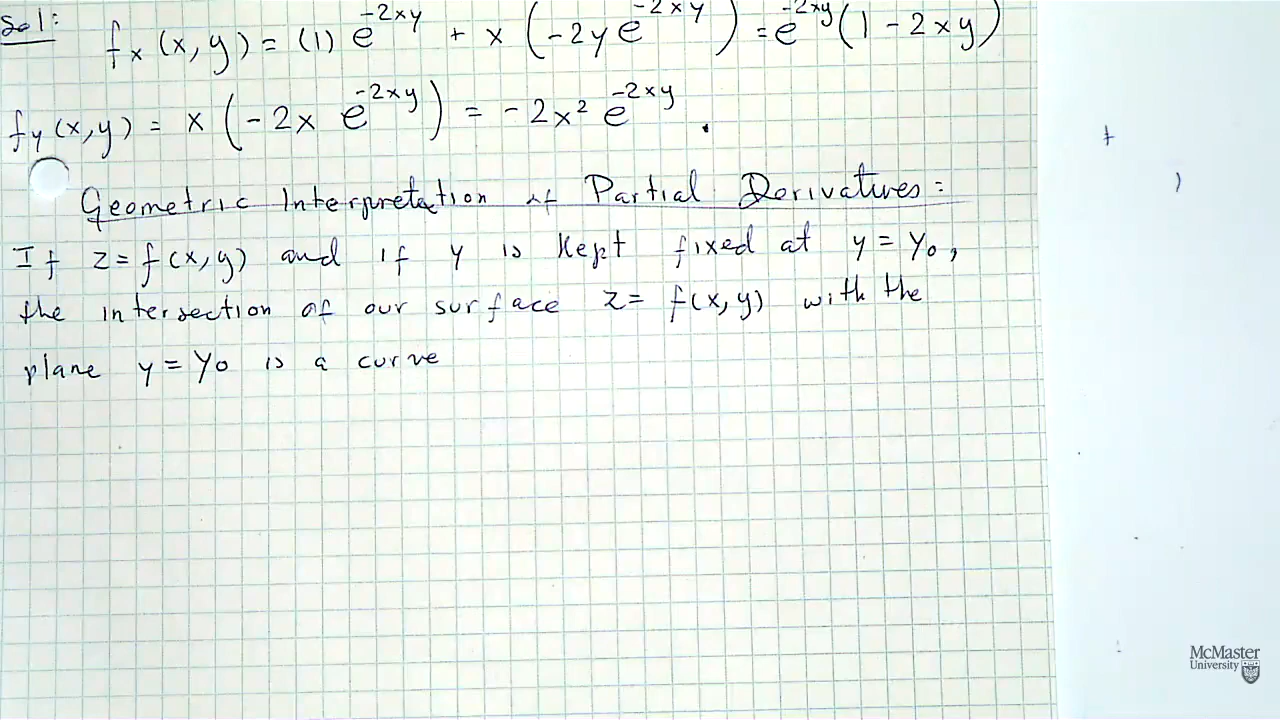 Sol:
fx(x,y) = (1) e^{-2xy} + x (-2y e^{-2xy}) = e^{-2xy}(1 - 2xy)
fy(x,y) = x (-2x e^{-2xy}) = -2x² e^{-2xy}.
Geometric Interpretation of Partial Derivatives:
If z = f(x,y) and if y is kept fixed at y = y₀,
the intersection of our surface z = f(x,y) with the
plane y = y₀ is a curve
McMaster
University